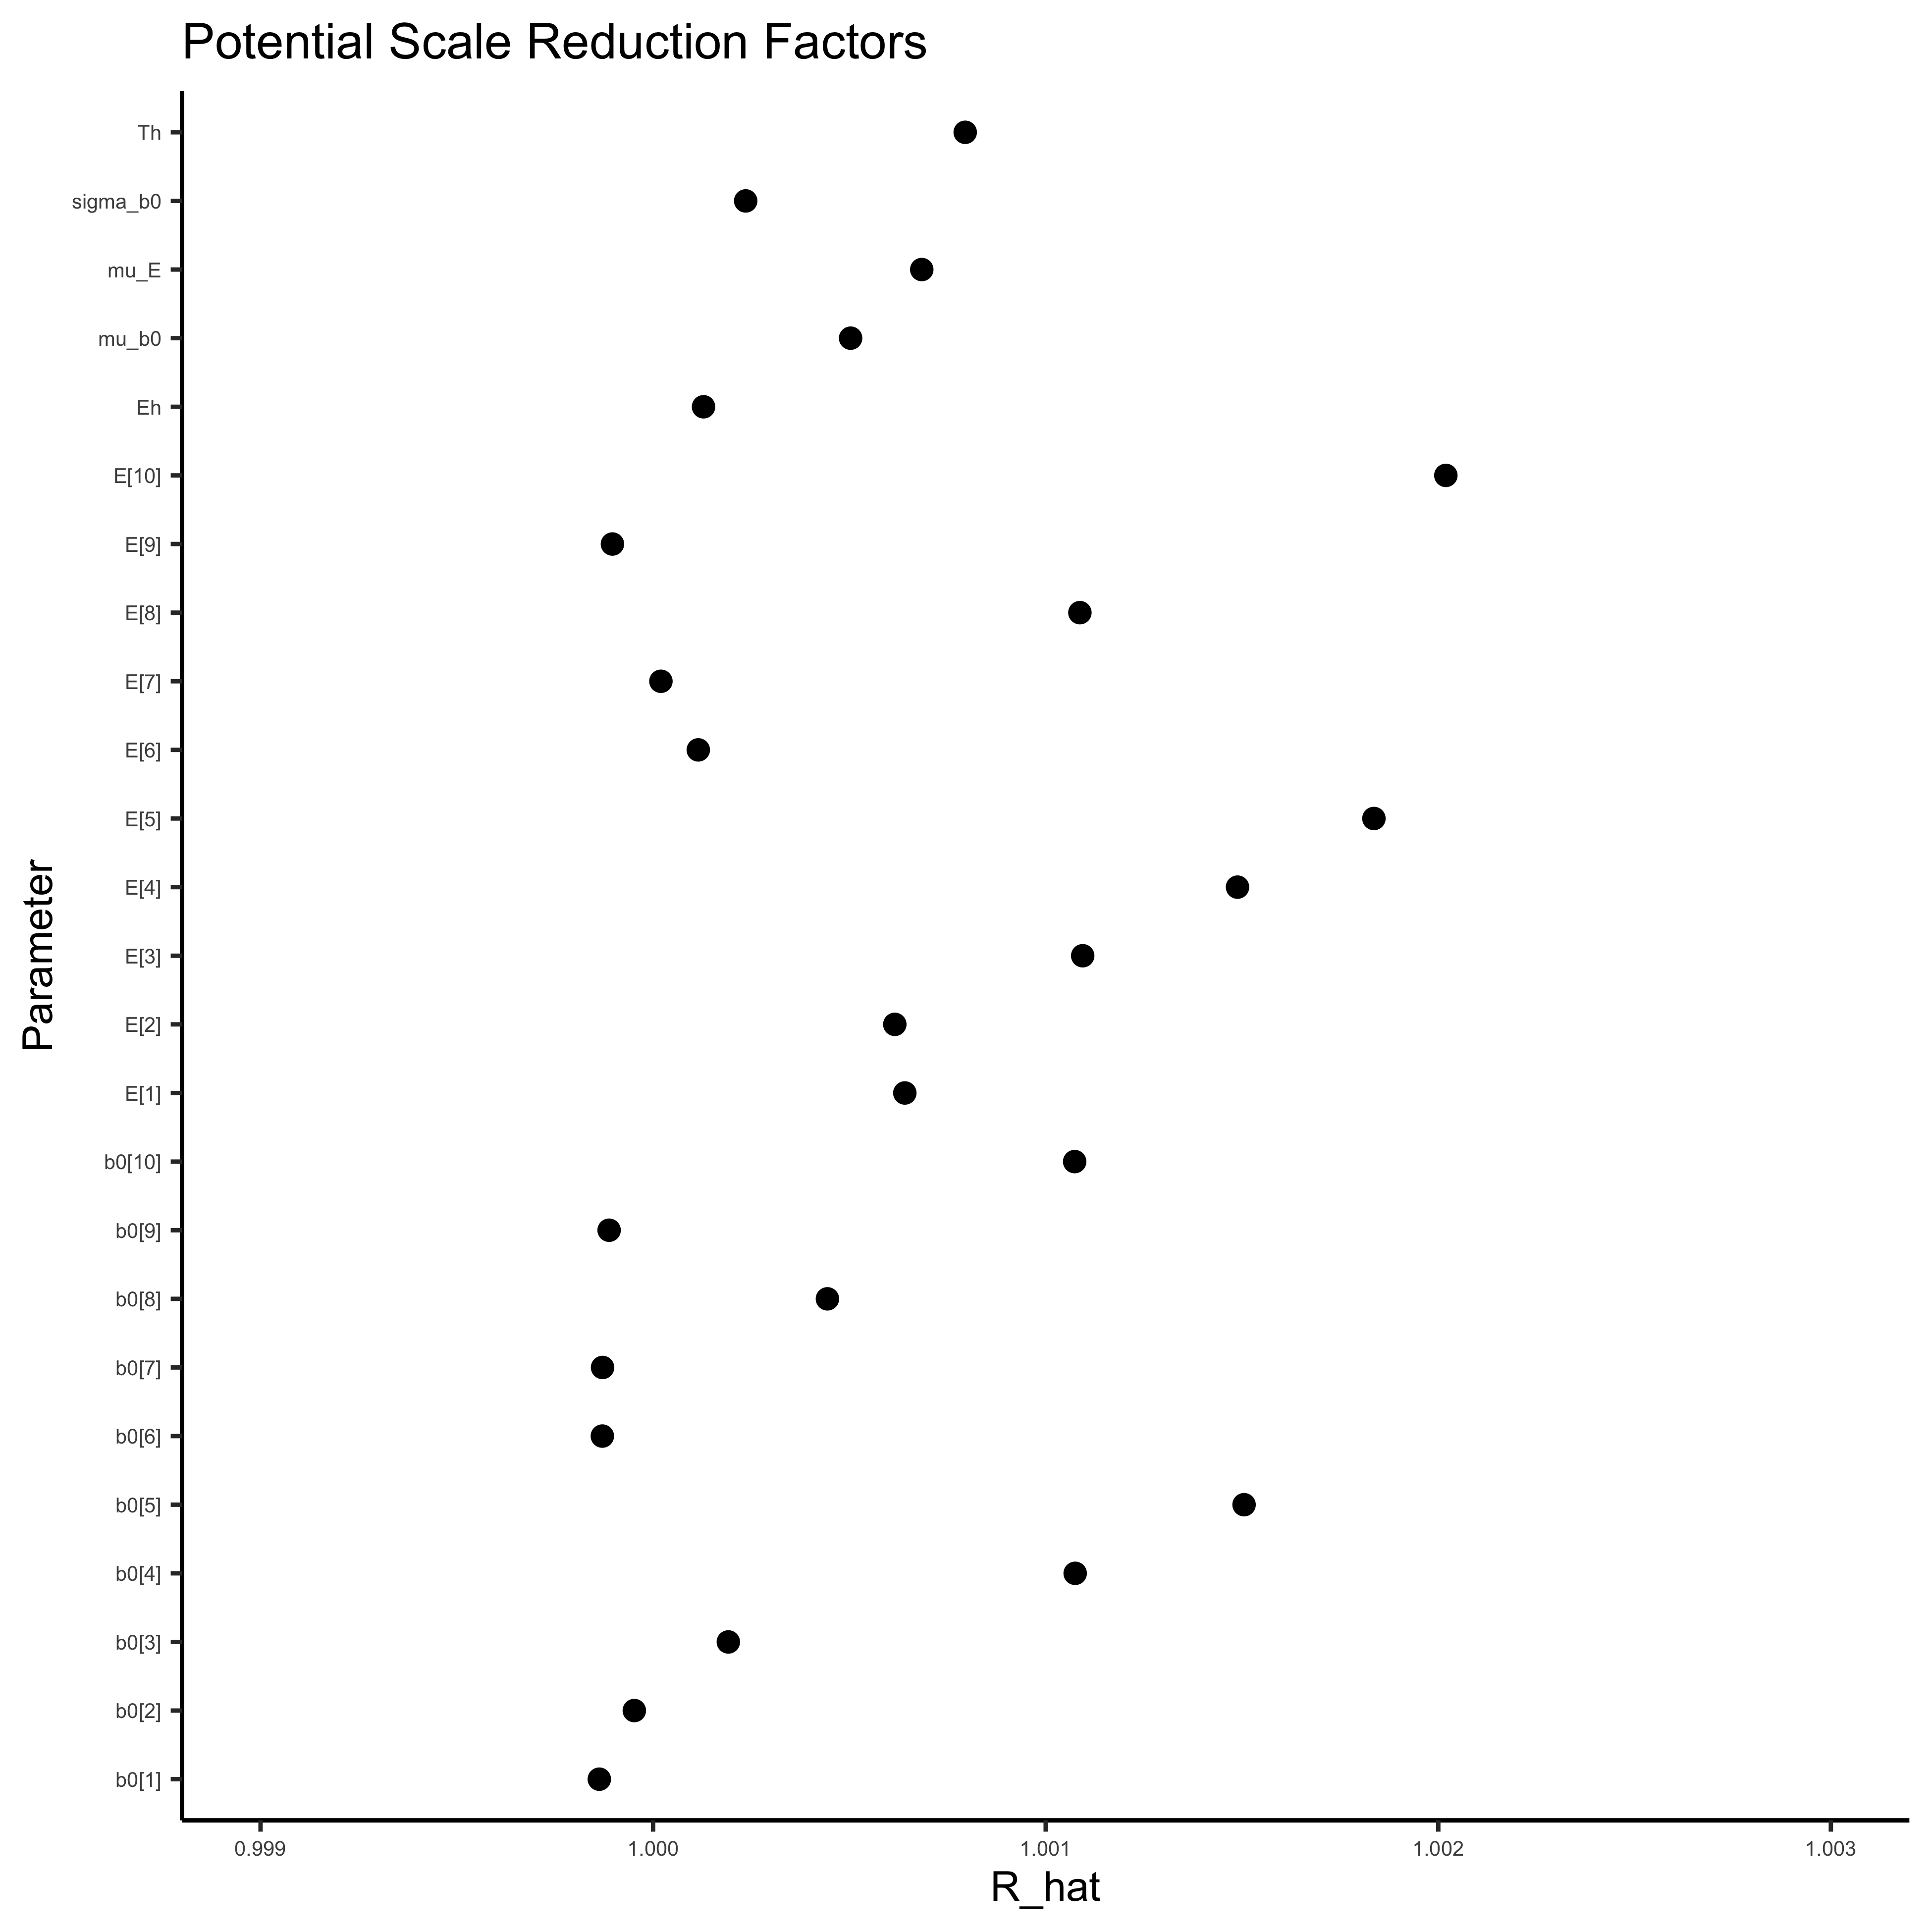 Potential Scale Reduction Factors
Th
sigma_b0
mu_E
mu_b0
Eh
E[10]
E[9]
E[8]
E[7]
E[6]
E[5]
E[4]
E[3]
E[2]
E[1]
b0[10]
b0[9]
b0[8]
b0[7]
b0[6]
b0[5]
b0[4]
b0[3]
b0[2]
b0[1]
Parameter
0.999 1.000 1.001 1.002 1.003
R_hat